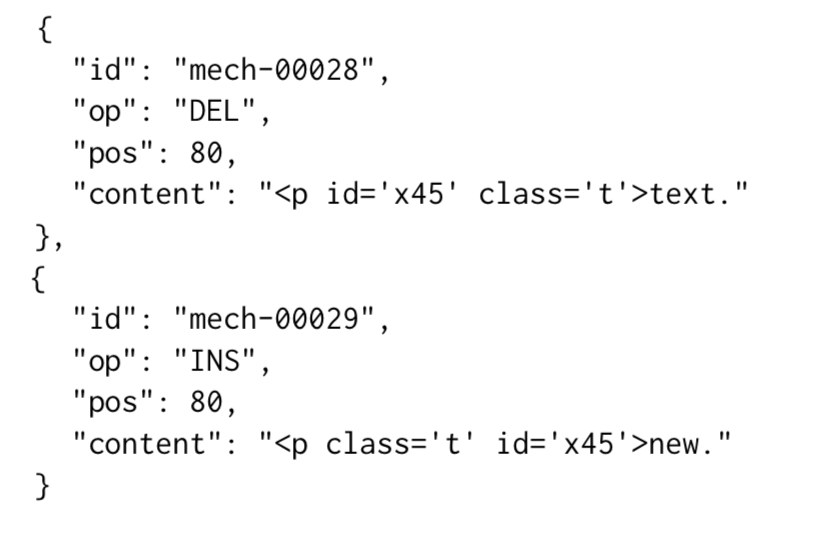 {
"id": "mech-00028",
"op": "DEL",
"pos": 80,
"content": "<p id='x45' class='t'>text."
},
{
"id": "mech-00029",
"op": "INS",
"pos": 80,
"content": "<p class='t' id='x45'>new."
}